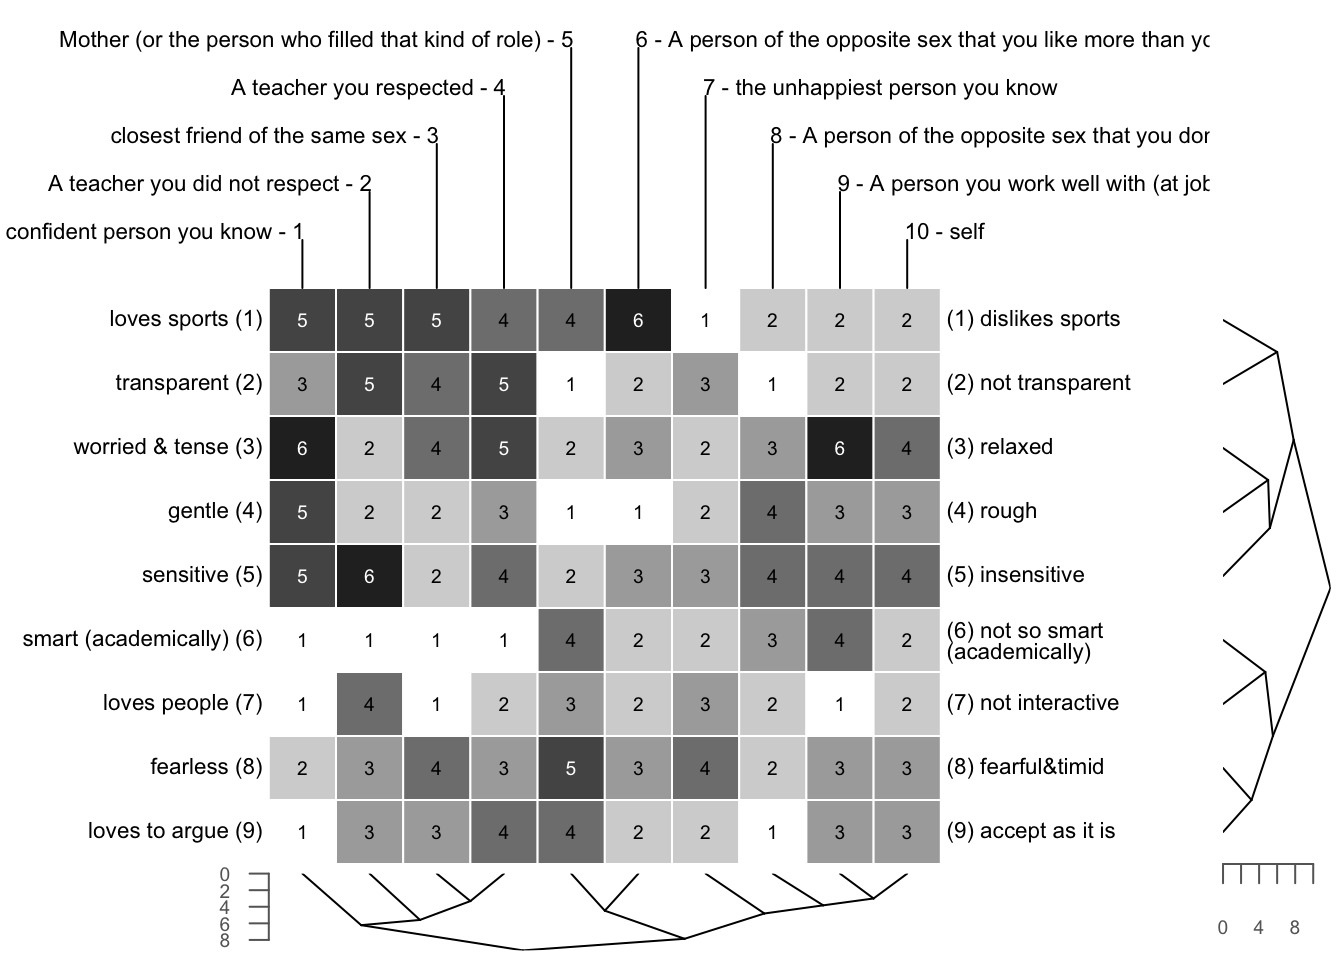 Mother (or the person who filled that kind of role) - 5
6 - A person of the opposite sex that you like more than yo
A teacher you respected - 4
7 - the unhappiest person you know
closest friend of the same sex - 3
8 - A person of the opposite sex that you don
A teacher you did not respect - 2
9 - A person you work well with (at job
confident person you know - 1
10 - self
loves sports (1) 5 5 5 4 4 6 1 2 2 2 (1) dislikes sports
transparent (2) 3 5 4 5 1 2 3 1 2 2 (2) not transparent
worried & tense (3) 6 2 4 5 2 3 2 3 6 4 (3) relaxed
gentle (4) 5 2 2 3 1 1 2 4 3 3 (4) rough
sensitive (5) 5 6 2 4 2 3 3 4 4 4 (5) insensitive
smart (academically) (6) 1 1 1 1 4 2 2 3 4 2 (6) not so smart
(academically)
loves people (7) 1 4 1 2 3 2 3 2 1 2 (7) not interactive
fearless (8) 2 3 4 3 5 3 4 2 3 3 (8) fearful&timid
loves to argue (9) 1 3 3 4 4 2 2 1 3 3 (9) accept as it is
0
2
4
6
8
0 4 8